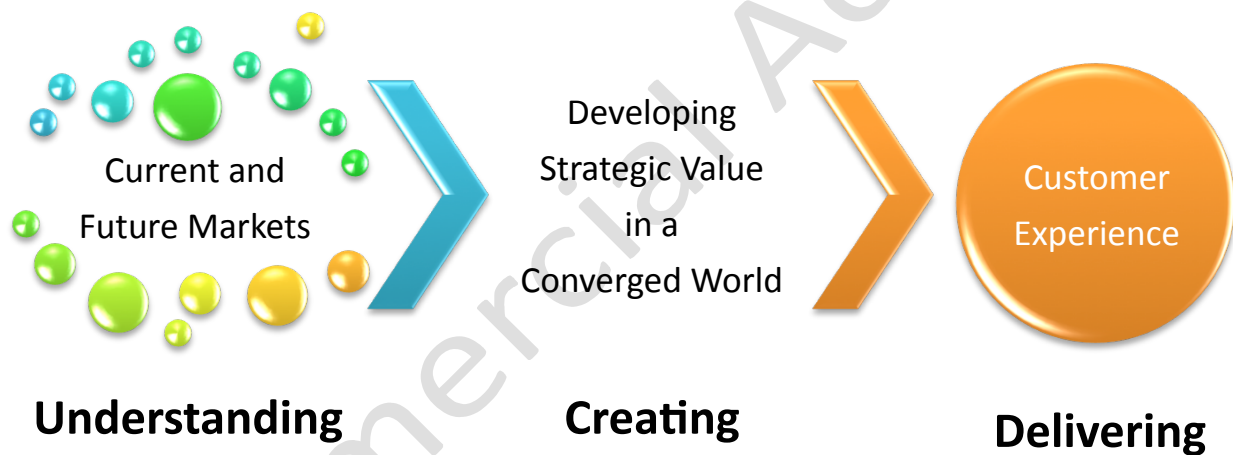 Current and
Future Markets
Developing
Strategic Value
in a
Converged World
Customer
Experience
Understanding
Creating
Delivering